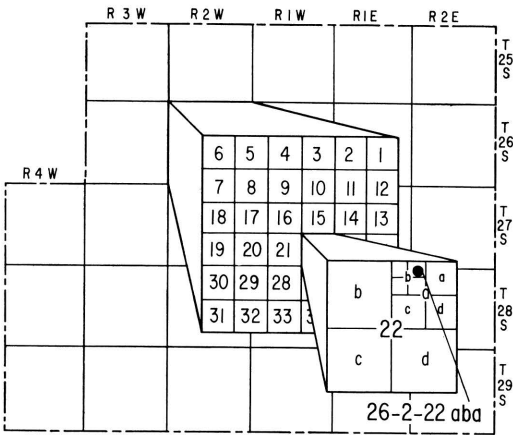 R 3 W R 2 W R 1 W R 1 E R 2 E
T 25 S
T 26 S
6 5 4 3 2 1
R 4 W
7 8 9 10 11 12
18 17 16 15 14 13
T 27 S
19 20 21
b b a
30 29 28
a
c d
T 28 S
31 32 33 3
22
c d
T 29 S
26-2-22 aba